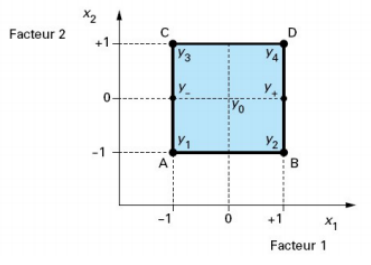 x2
Facteur 2
C D
+1
y3 y4
y- y+
0
y0
y1 y2
-1
A B
-1 0 +1
x1
Facteur 1